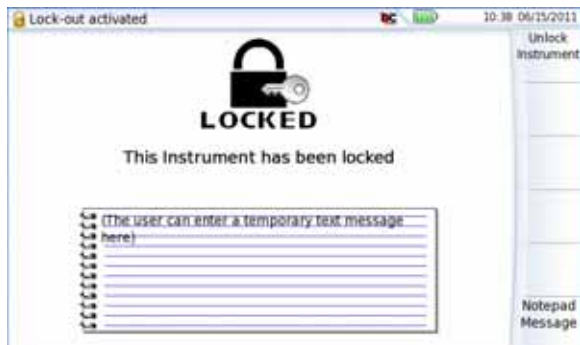 Lock-out activated
DC
10:38 06/15/2011
Unlock
Instrument
LOCKED
This Instrument has been locked
(The user can enter a temporary text message
here)
Notepad
Message